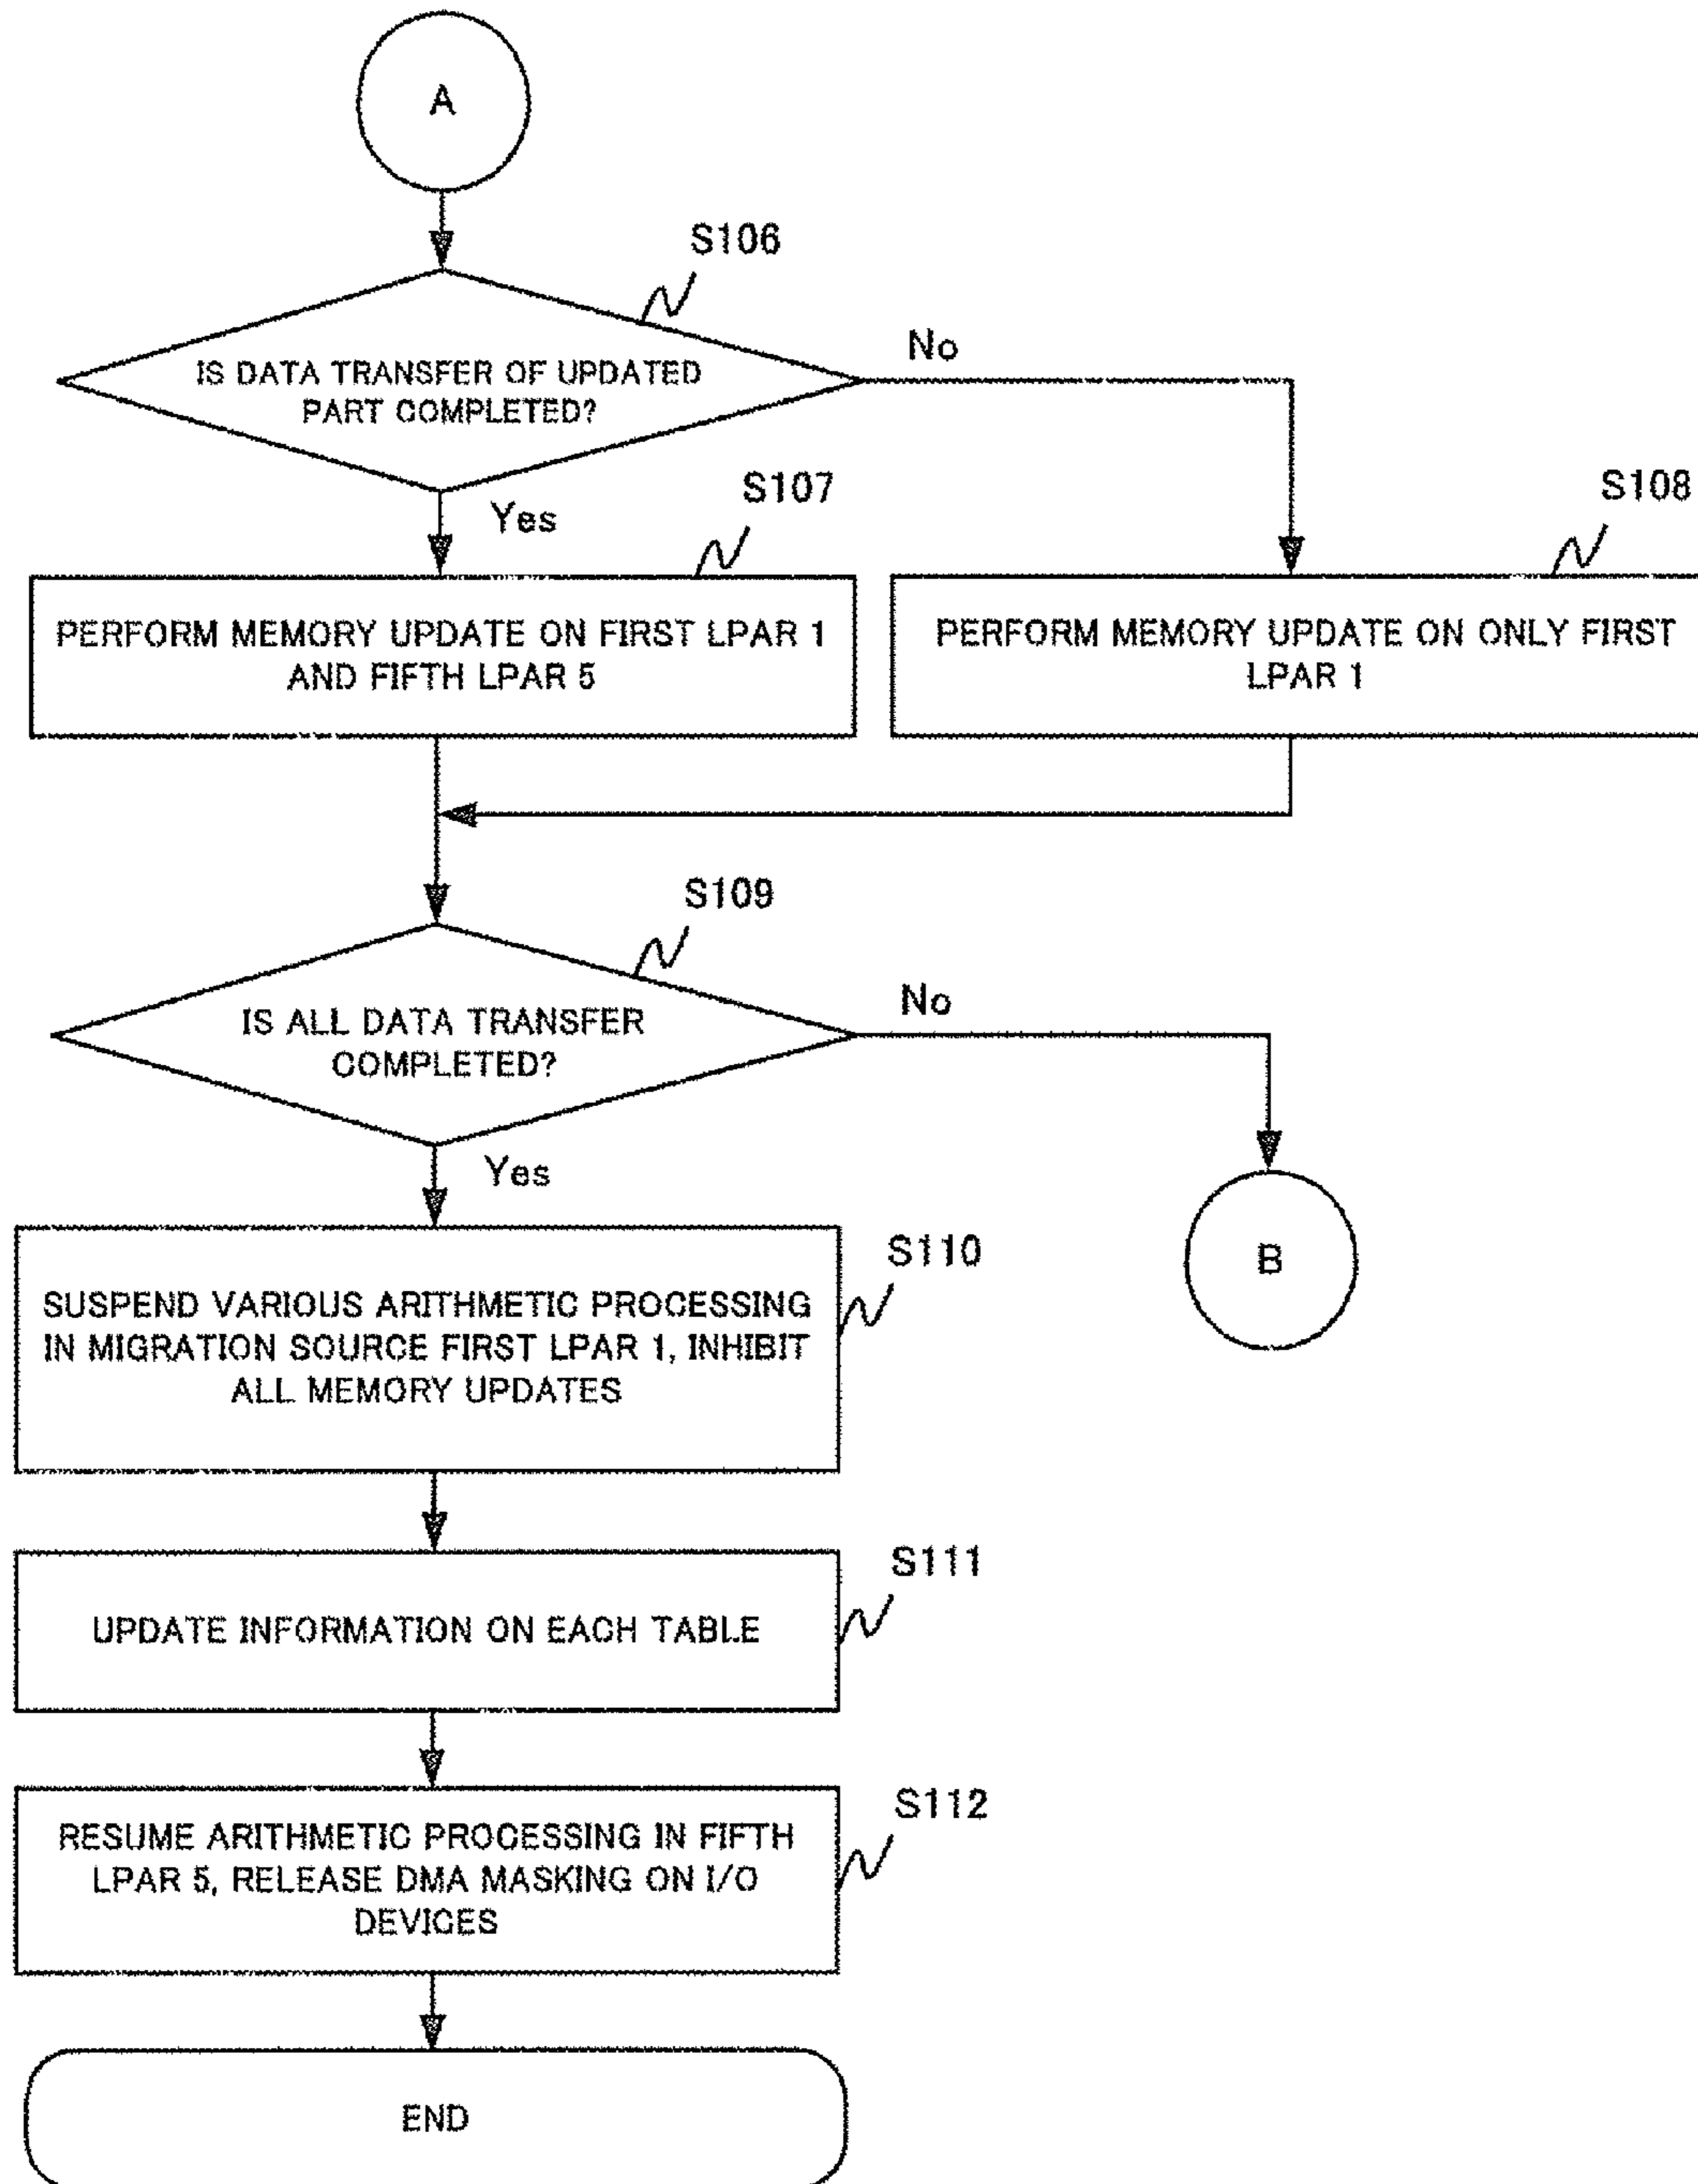 A
S106
IS DATA TRANSFER OF UPDATED
PART COMPLETED?
No
Yes
S107
S108
PERFORM MEMORY UPDATE ON FIRST LPAR 1
AND FIFTH LPAR 5
PERFORM MEMORY UPDATE ON ONLY FIRST
LPAR 1
S109
IS ALL DATA TRANSFER
COMPLETED?
No
Yes
B
S110
SUSPEND VARIOUS ARITHMETIC PROCESSING
IN MIGRATION SOURCE FIRST LPAR 1, INHIBIT
ALL MEMORY UPDATES
S111
UPDATE INFORMATION ON EACH TABLE
S112
RESUME ARITHMETIC PROCESSING IN FIFTH
LPAR 5, RELEASE DMA MASKING ON I/O
DEVICES
END